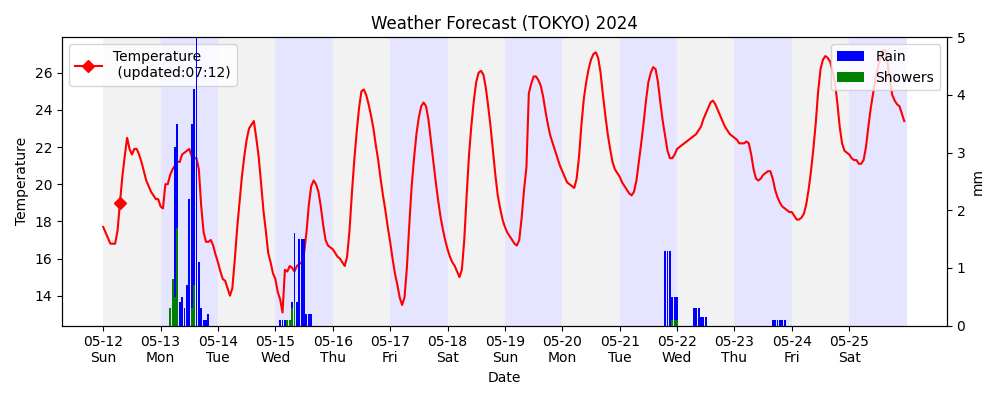 Weather Forecast (TOKYO) 2024
Temperature
(updated:07:12)
Rain
Showers
Temperature
26
24
22
20
18
16
14
5
4
3
2
1
0
mm
05-12 05-13 05-14 05-15 05-16 05-17 05-18 05-19 05-20 05-21 05-22 05-23 05-24 05-25
Sun Mon Tue Wed Thu Fri Sat Sun Mon Tue Wed Thu Fri Sat
Date